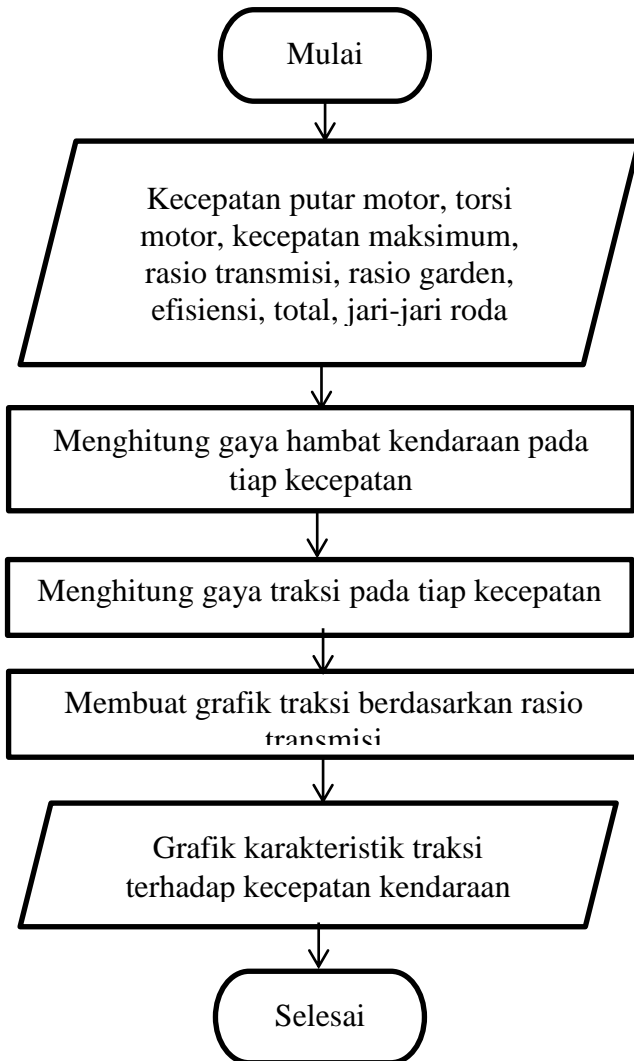 Mulai
Kecepatan putar motor, torsi
motor, kecepatan maksimum,
rasio transmisi, rasio garden,
efisiensi, total, jari-jari roda
Menghitung gaya hambat kendaraan pada
tiap kecepatan
Menghitung gaya traksi pada tiap kecepatan
Membuat grafik traksi berdasarkan rasio
transmisi
Grafik karakteristik traksi
terhadap kecepatan kendaraan
Selesai